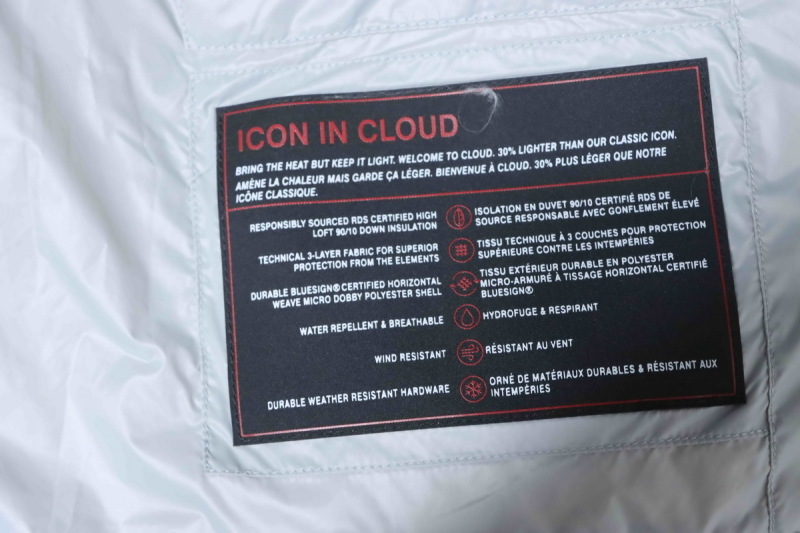 ICON IN CLOUD
BRING THE HEAT BUT KEEP IT LIGHT. WELCOME TO CLOUD. 30% LIGHTER THAN OUR CLASSIC ICON.
AMÈNE LA CHALEUR MAIS GARDE ÇA LÉGER. BIENVENUE À CLOUD. 30% PLUS LÉGER QUE NOTRE
ICÔNE CLASSIQUE.
RESPONSIBLY SOURCED RDS CERTIFIED HIGH
LOFT 90/10 DOWN INSULATION
ISOLATION EN DUVET 90/10 CERTIFIÉ RDS DE
SOURCE RESPONSABLE AVEC GONFLEMENT ÉLEVÉ
TECHNICAL 3-LAYER FABRIC FOR SUPERIOR
PROTECTION FROM THE ELEMENTS
TISSU TECHNIQUE À 3 COUCHES POUR PROTECTION
SUPÉRIEURE CONTRE LES INTEMPÉRIES
DURABLE BLUESIGN® CERTIFIED HORIZONTAL
WEAVE MICRO DOBBY POLYESTER SHELL
TISSU EXTÉRIEUR DURABLE EN POLYESTER
MICRO-ARMURÉ À TISSAGE HORIZONTAL CERTIFIÉ
BLUESIGN®
WATER REPELLENT & BREATHABLE
HYDROFUGE & RESPIRANT
WIND RESISTANT
RÉSISTANT AU VENT
DURABLE WEATHER RESISTANT HARDWARE
ORNÉ DE MATÉRIAUX DURABLES & RÉSISTANT AUX
INTEMPÉRIES